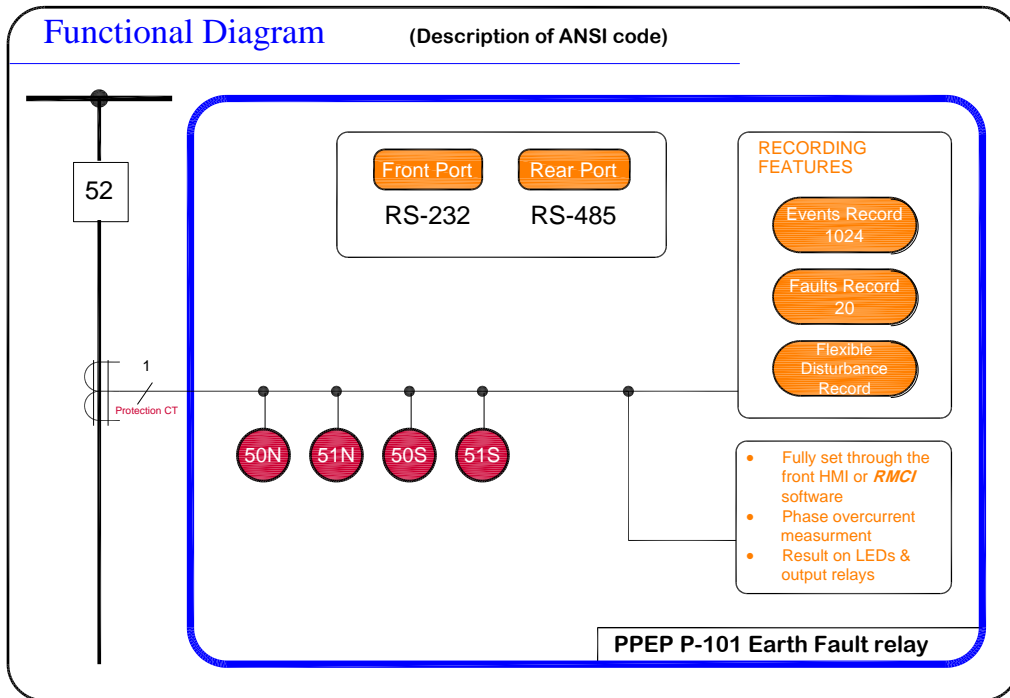 Functional Diagram
(Description of ANSI code)
52
Front Port
Rear Port
RS-232
RS-485
RECORDING
FEATURES
Events Record
1024
Faults Record
20
Flexible
Disturbance
Record
1
Protection CT
50N
51N
50S
51S
• Fully set through the
front HMI or RMCI
software
• Phase overcurrent
measurment
• Result on LEDs &
output relays
PPEP P-101 Earth Fault relay